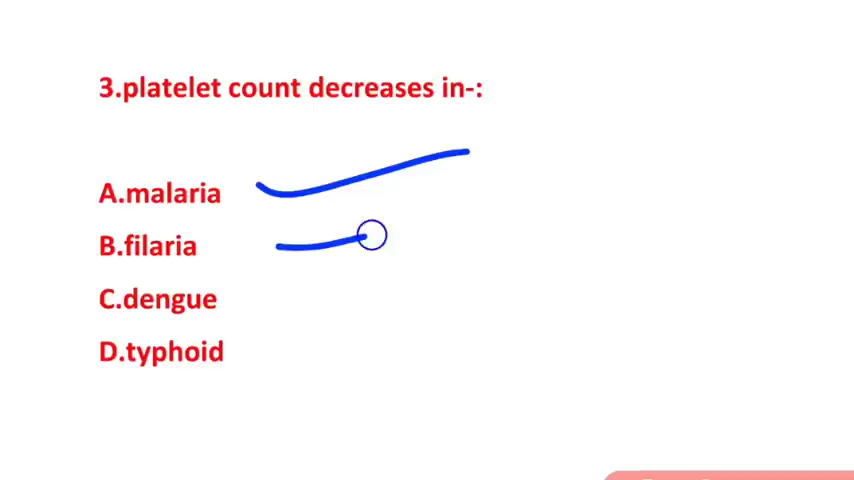 3.platelet count decreases in-:
A.malaria
B.filaria
C.dengue
D.typhoid